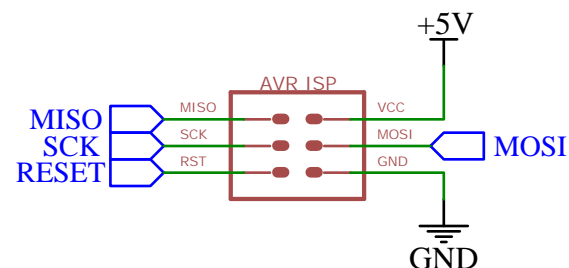 +5V
AVR ISP
MISO MISO VCC
SCK SCK MOSI MOSI
RESET RST GND
GND